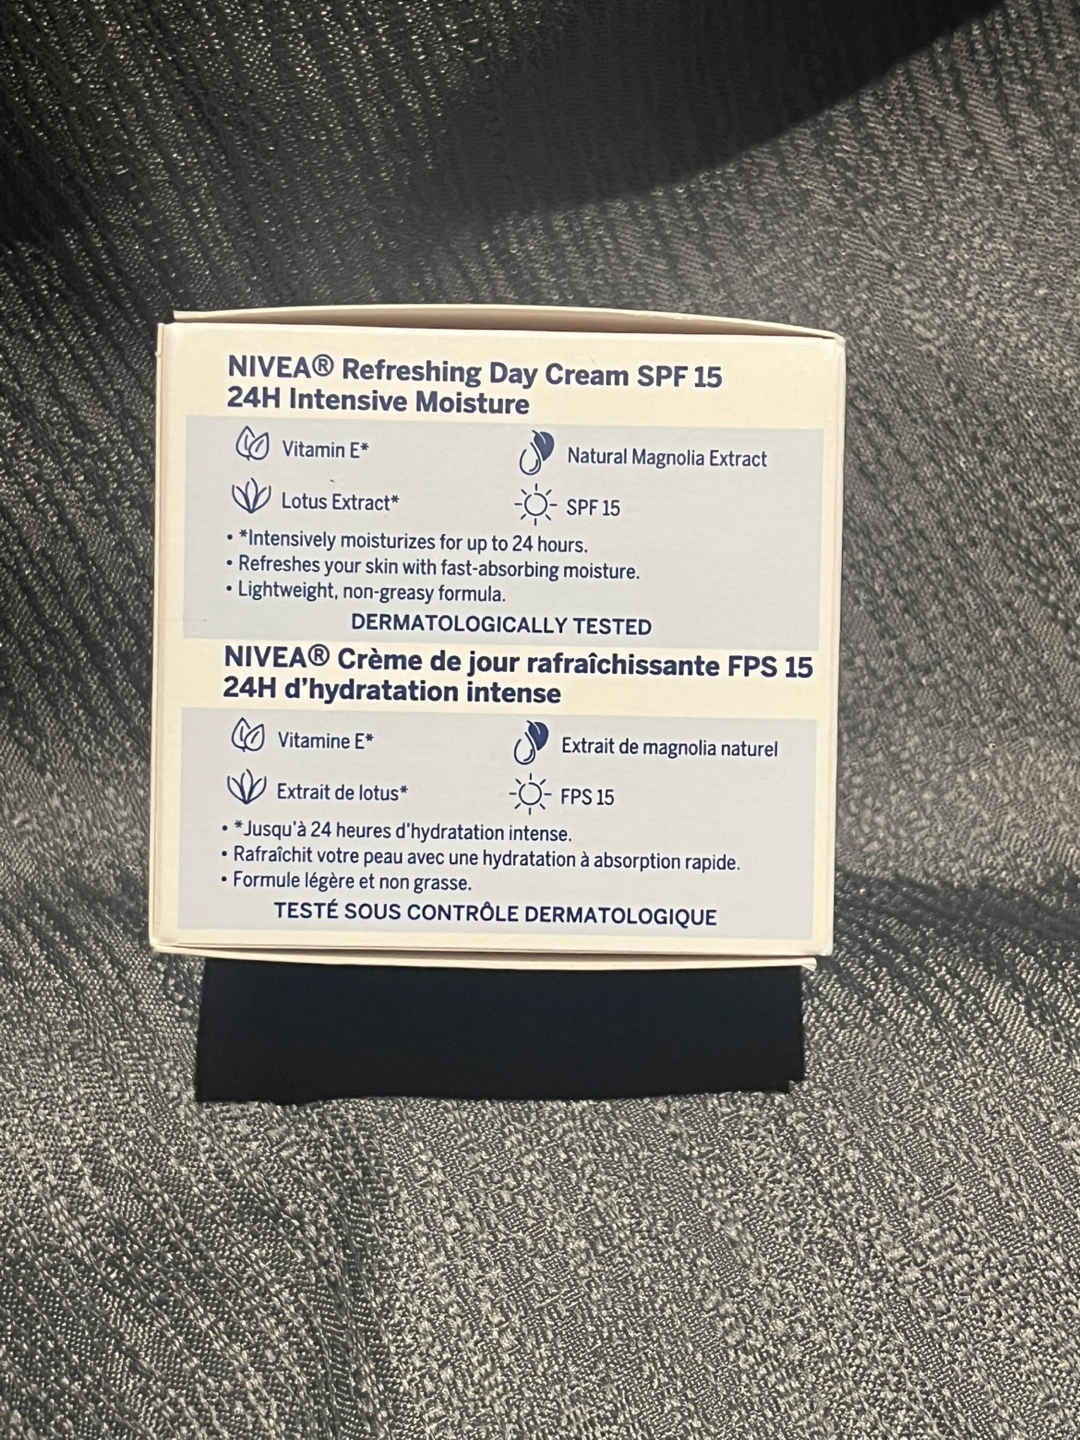 NIVEA® Refreshing Day Cream SPF 15
24H Intensive Moisture
Vitamin E*
Natural Magnolia Extract
Lotus Extract*
SPF 15
• *Intensively moisturizes for up to 24 hours.
• Refreshes your skin with fast-absorbing moisture.
• Lightweight, non-greasy formula.
DERMATOLOGICALLY TESTED
NIVEA® Crème de jour rafraîchissante FPS 15
24H d'hydratation intense
Vitamine E*
Extrait de magnolia naturel
Extrait de lotus*
FPS 15
• *Jusqu'à 24 heures d'hydratation intense.
• Rafraîchit votre peau avec une hydratation à absorption rapide.
• Formule légère et non grasse.
TESTÉ SOUS CONTRÔLE DERMATOLOGIQUE